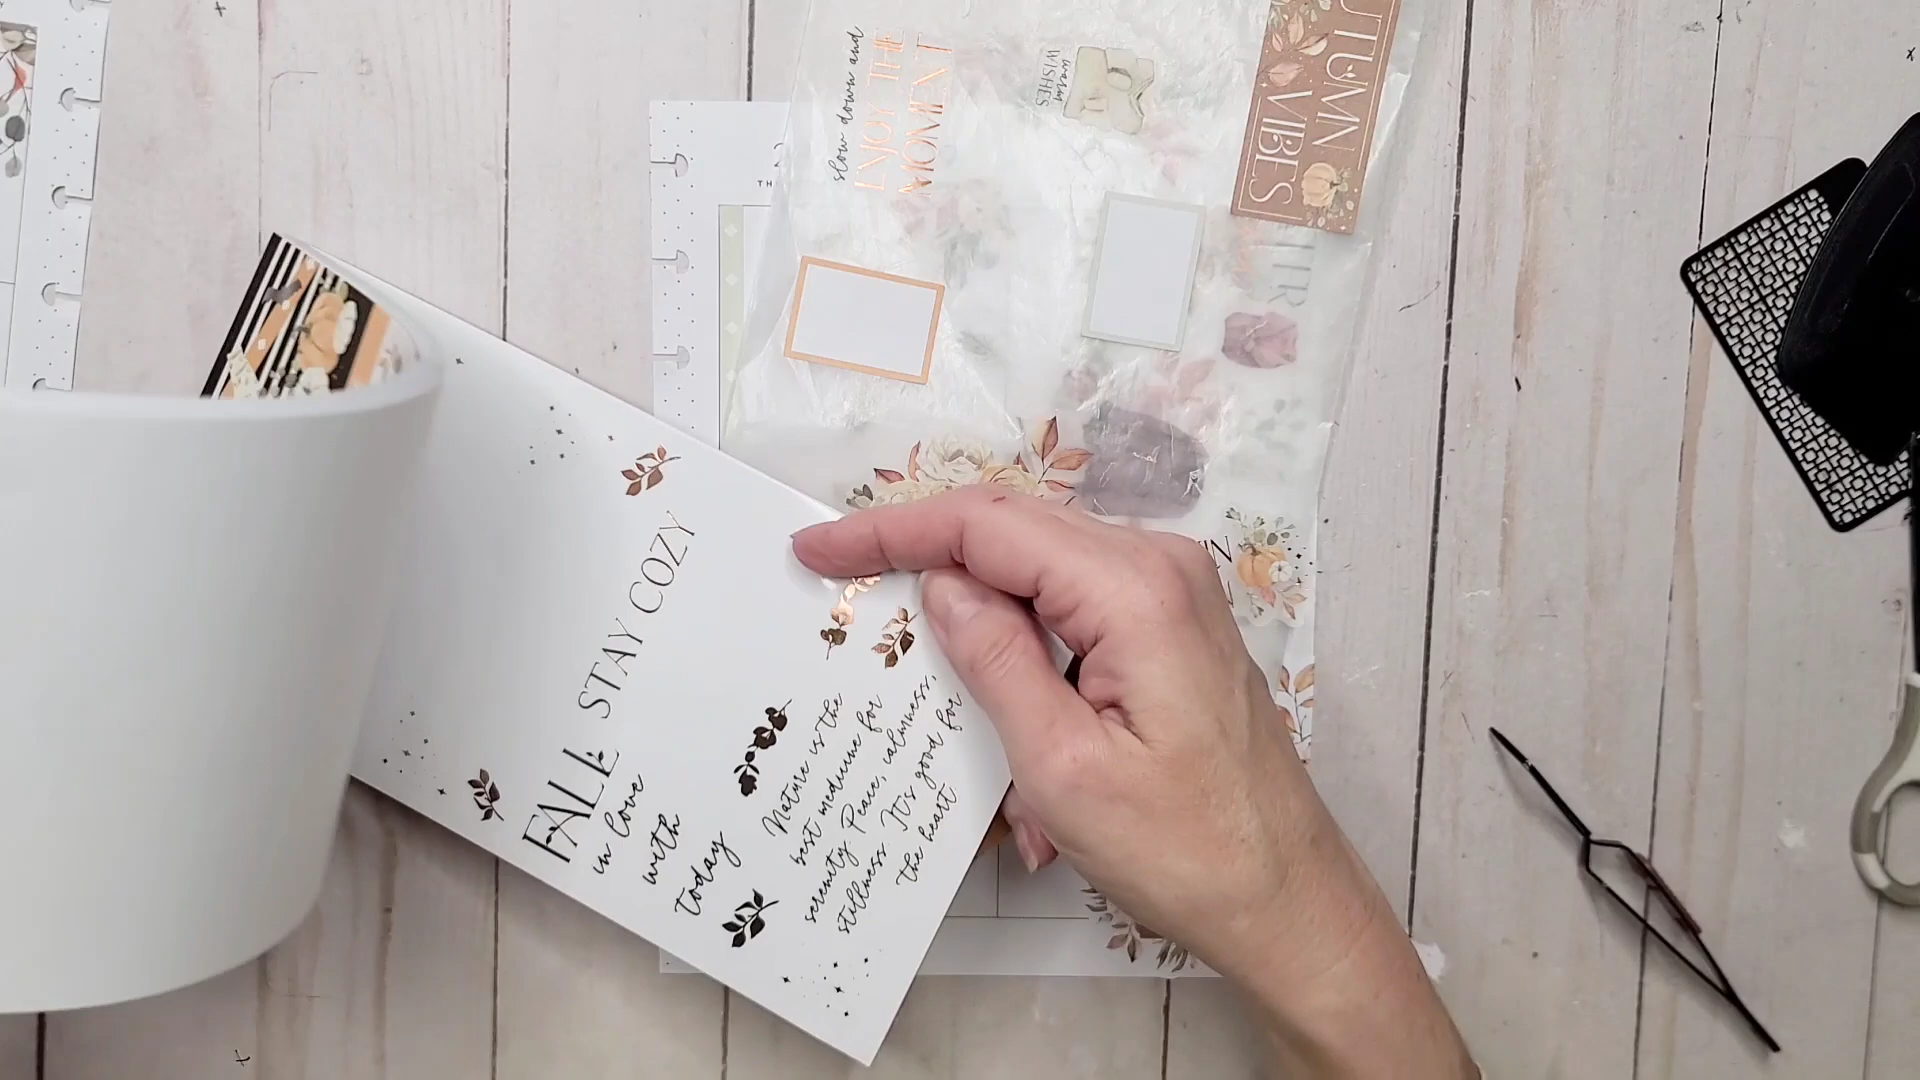 slow down and
ENJOY THE
MOMENT
warm
WISHES
AUTUMN
VIBES
TH
FALL STAY COZY
in love
with
today
Nature is the
best medicine for
serenity. Peace, calmness,
stillness. It's good for
the heart.